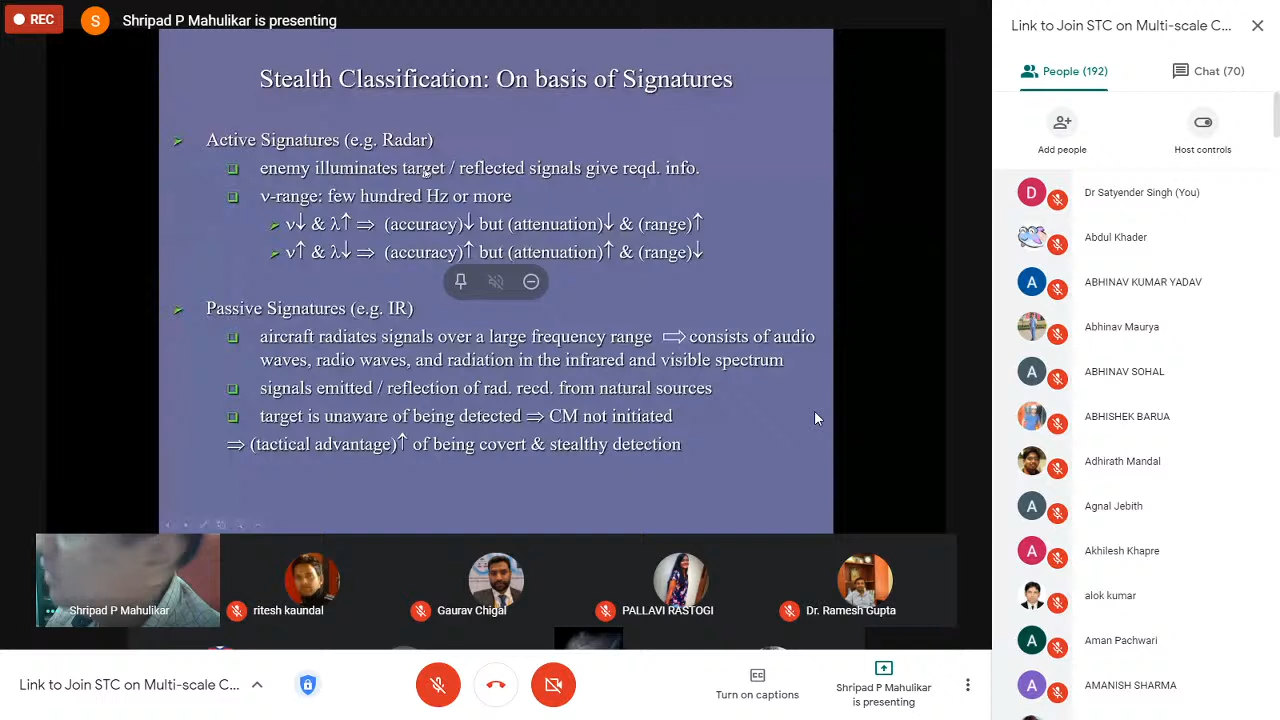 REC
S
Shripad P Mahulikar is presenting
Stealth Classification: On basis of Signatures
Active Signatures (e.g. Radar)
enemy illuminates target / reflected signals give reqd. info.
ν-range: few hundred Hz or more
ν↓ & λ↑ ⇒ (accuracy)↓ but (attenuation)↓ & (range)↑
ν↑ & λ↓ ⇒ (accuracy)↑ but (attenuation)↑ & (range)↓
Passive Signatures (e.g. IR)
aircraft radiates signals over a large frequency range ⇨ consists of audio
waves, radio waves, and radiation in the infrared and visible spectrum
signals emitted / reflection of rad. recd. from natural sources
target is unaware of being detected ⇒ CM not initiated
⇒ (tactical advantage)↑ of being covert & stealthy detection
Shripad P Mahulikar
ritesh kaundal
Gaurav Chigal
PALLAVI RASTOGI
Dr. Ramesh Gupta
Link to Join STC on Multi-scale C...
CC
Turn on captions
Shripad P Mahulikar
is presenting
Link to Join STC on Multi-scale C...
People (192)
Chat (70)
Add people
Host controls
D
Dr Satyender Singh (You)
Abdul Khader
A
ABHINAV KUMAR YADAV
Abhinav Maurya
A
ABHINAV SOHAL
ABHISHEK BARUA
Adhirath Mandal
A
Agnal Jebith
A
Akhilesh Khapre
alok kumar
A
Aman Pachwari
A
AMANISH SHARMA